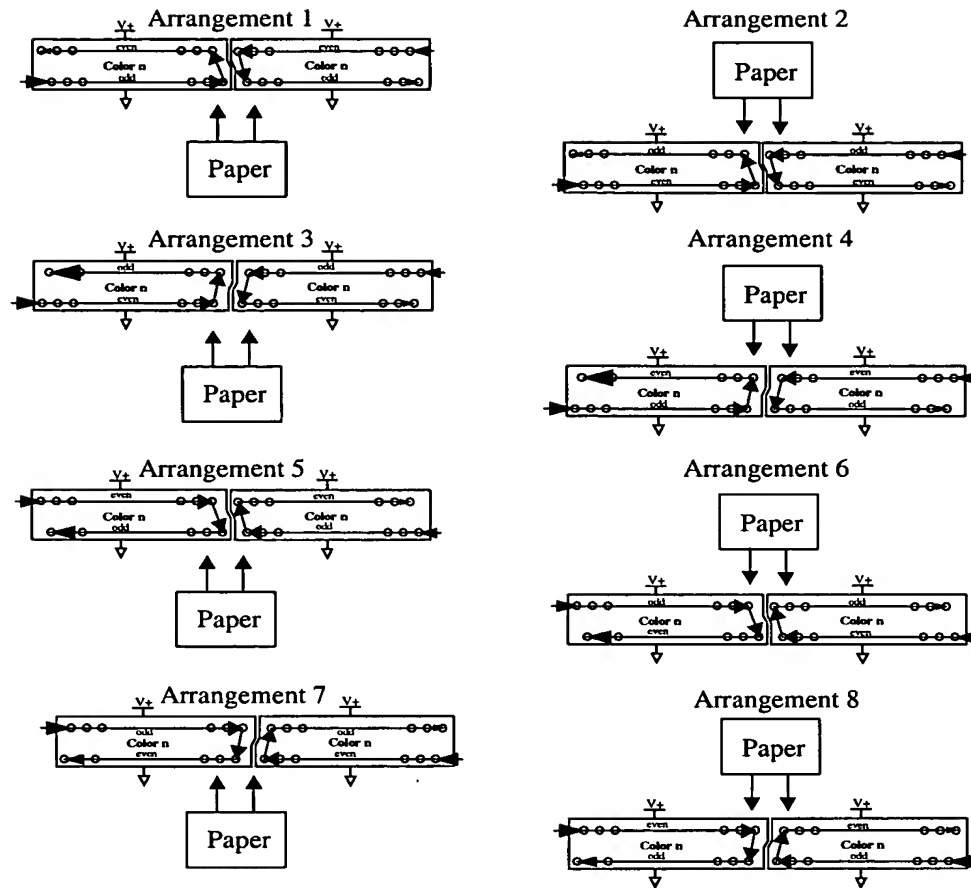 Arrangement 1
V+ V+
even even
Color n Color n
odd odd
Paper
Arrangement 2
Paper
V+ V+
odd odd
Color n Color n
even even
Arrangement 3
V+ V+
odd odd
Color n Color n
even even
Paper
Arrangement 4
Paper
V+ V+
even even
Color n Color n
odd odd
Arrangement 5
V+ V+
even even
Color n Color n
odd odd
Paper
Arrangement 6
Paper
V+ V+
odd odd
Color n Color n
even even
Arrangement 7
V+ V+
odd odd
Color n Color n
even even
Paper
Arrangement 8
Paper
V+ V+
even even
Color n Color n
odd odd